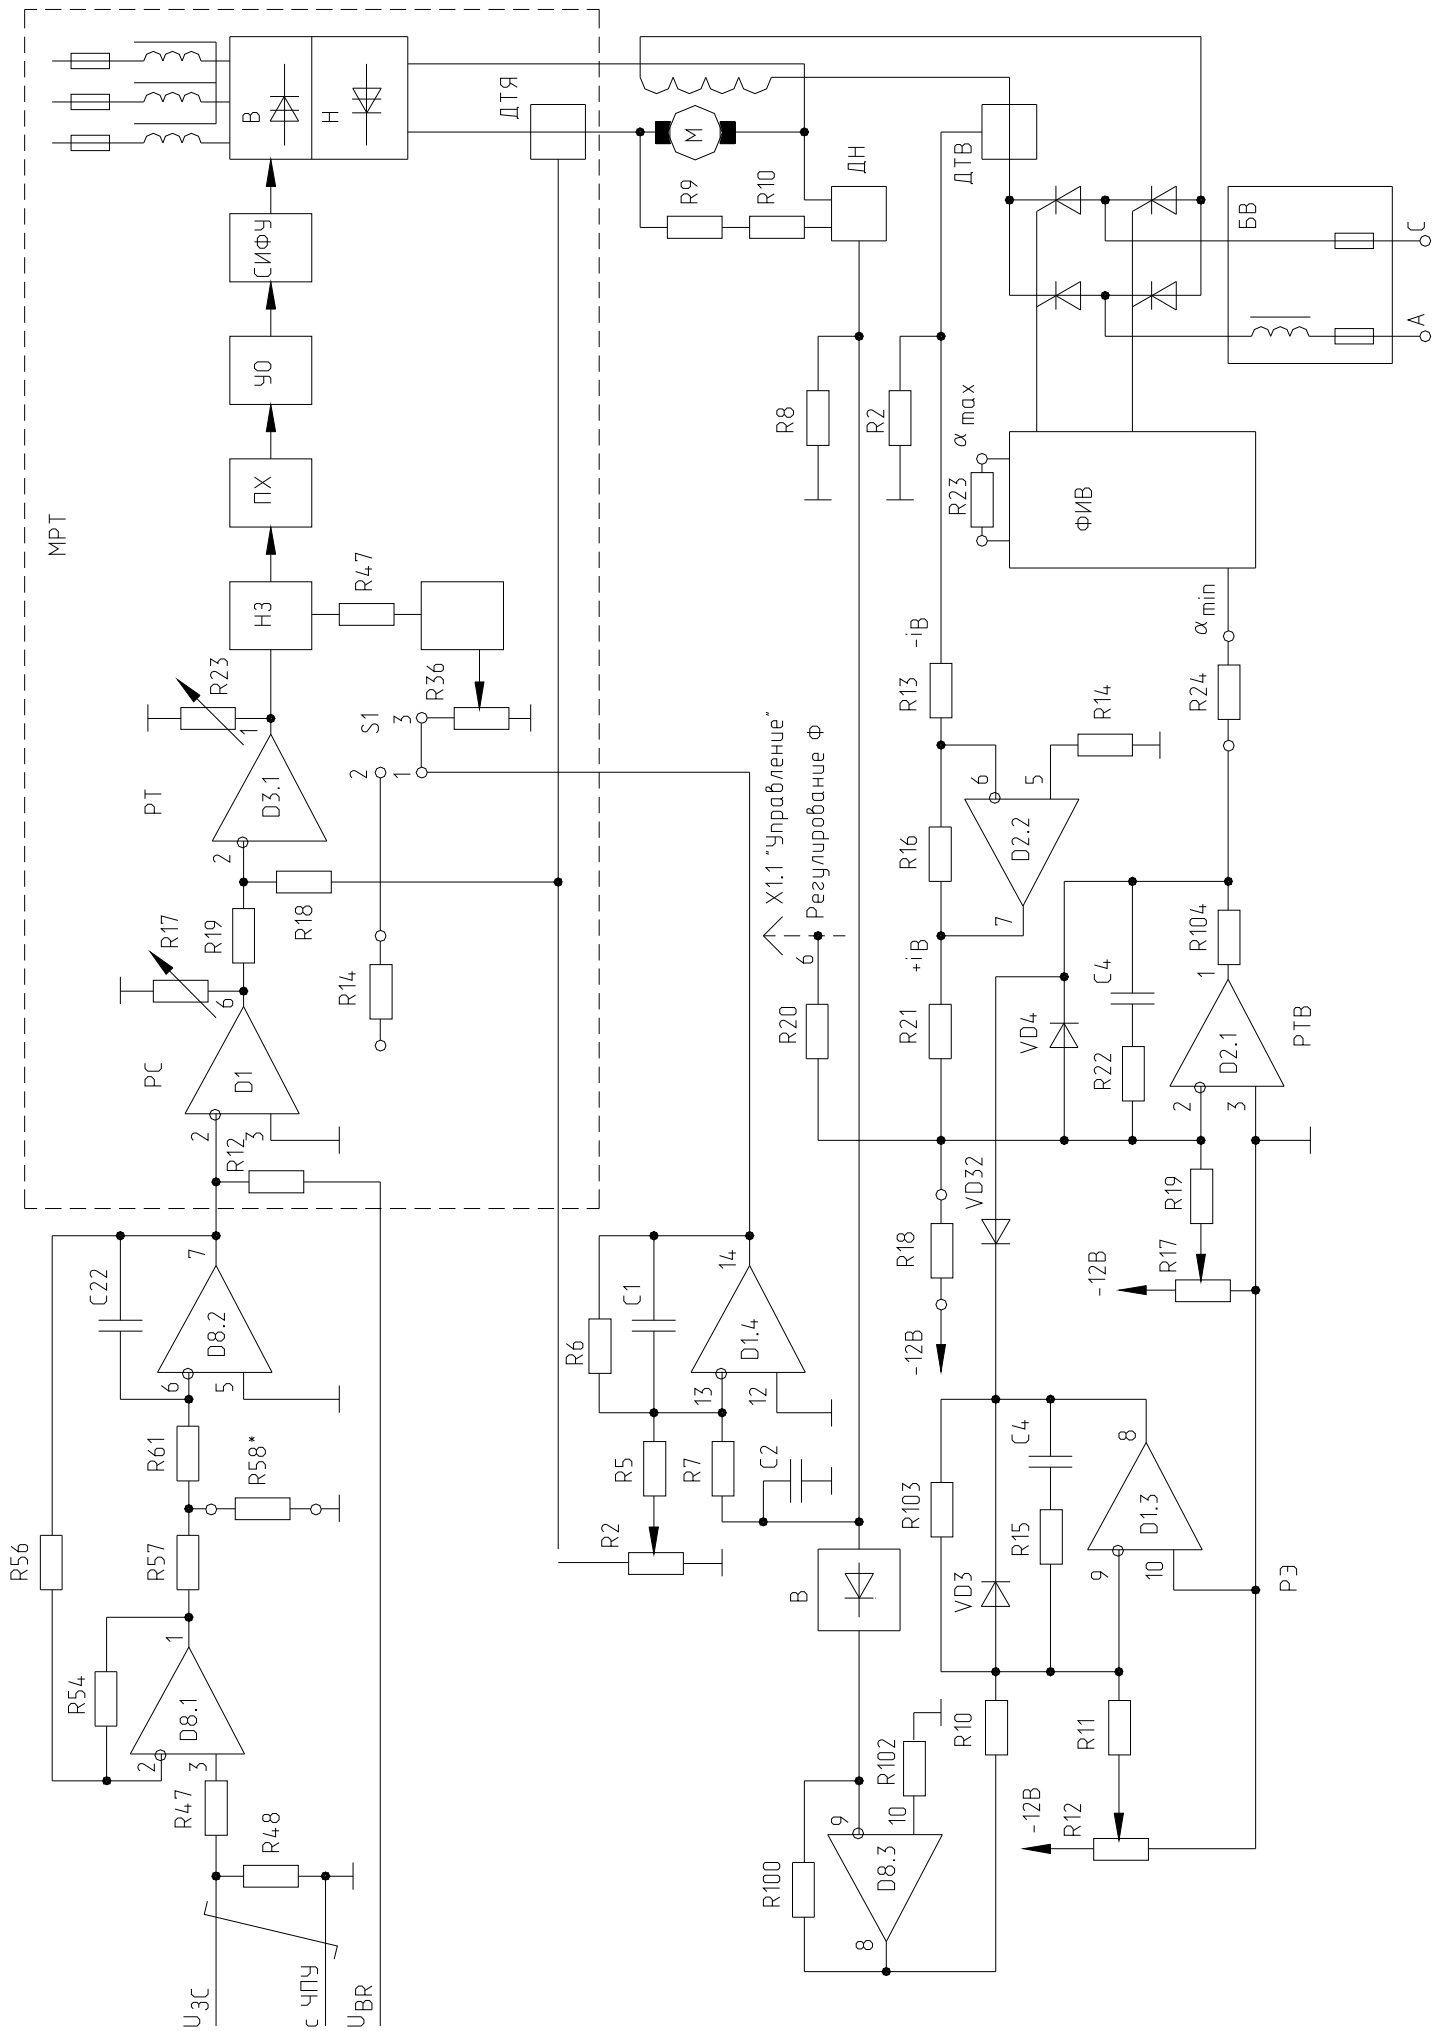 МРТ
В
Н
СИФУ
УО
ПХ
НЗ
R47
R36
S1
1
2
3
R23
РТ
D3.1
1
2
R18
R19
R17
РС
D1
6
2
3
R12
R14
ДТЯ
M
R9
R10
ДН
ДТВ
БВ
С
А
R8
R2
α max
R23
ФИВ
α min
R24
-iВ
R13
R14
6
5
D2.2
7
R16
+iВ
R21
Х1.1 "Управление"
Регулирование Ф
6
R20
VD4
C4
R22
R104
1
D2.1
2
3
РТВ
R19
R17
-12В
VD32
R18
-12В
C22
7
D8.2
6
5
R61
R58*
R57
R56
R54
1
D8.1
2
3
R47
R48
UЗС
с ЧПУ
UBR
R6
C1
14
D1.4
13
12
R5
R7
C2
R2
В
R103
C4
R15
8
D1.3
9
10
VD3
РЭ
R10
R11
R12
-12В
R102
R100
9
10
D8.3
8